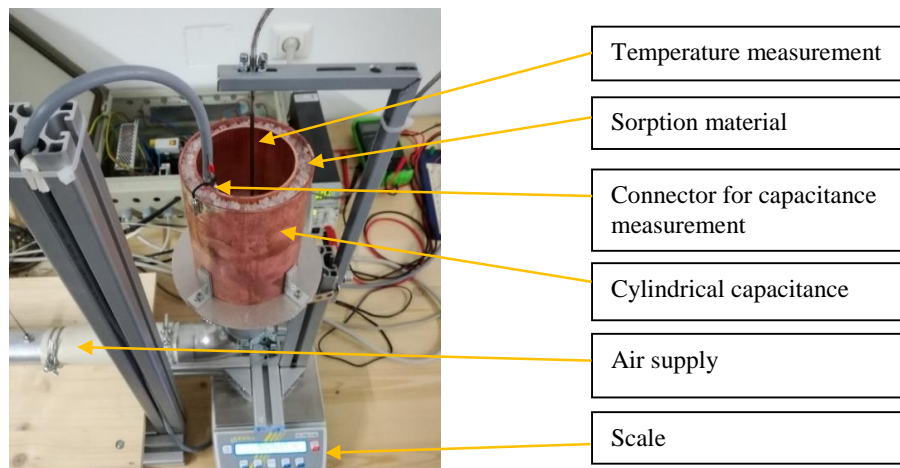 Temperature measurement
Sorption material
Connector for capacitance
measurement
Cylindrical capacitance
Air supply
Scale